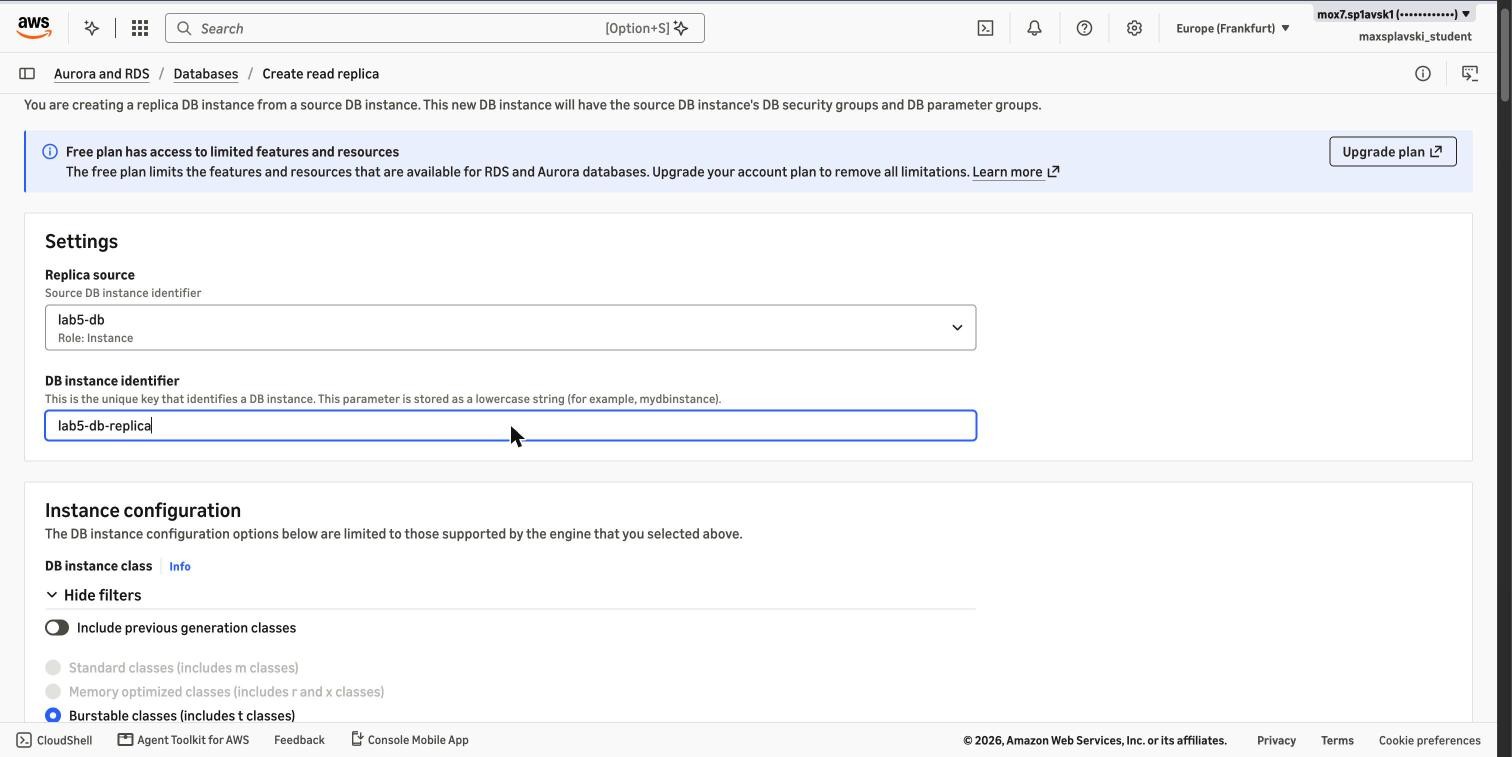 aws
Search
[Option+S]
Europe (Frankfurt)
mox7.sp1avsk1 (••••••••••••)
maxsplavski_student
Aurora and RDS / Databases / Create read replica
You are creating a replica DB instance from a source DB instance. This new DB instance will have the source DB instance's DB security groups and DB parameter groups.
Free plan has access to limited features and resources
The free plan limits the features and resources that are available for RDS and Aurora databases. Upgrade your account plan to remove all limitations. Learn more
Upgrade plan
Settings
Replica source
Source DB instance identifier
lab5-db
Role: Instance
DB instance identifier
This is the unique key that identifies a DB instance. This parameter is stored as a lowercase string (for example, mydbinstance).
lab5-db-replica
Instance configuration
The DB instance configuration options below are limited to those supported by the engine that you selected above.
DB instance class
Info
Hide filters
Include previous generation classes
Standard classes (includes m classes)
Memory optimized classes (includes r and x classes)
Burstable classes (includes t classes)
CloudShell
Agent Toolkit for AWS
Feedback
Console Mobile App
© 2026, Amazon Web Services, Inc. or its affiliates.
Privacy
Terms
Cookie preferences